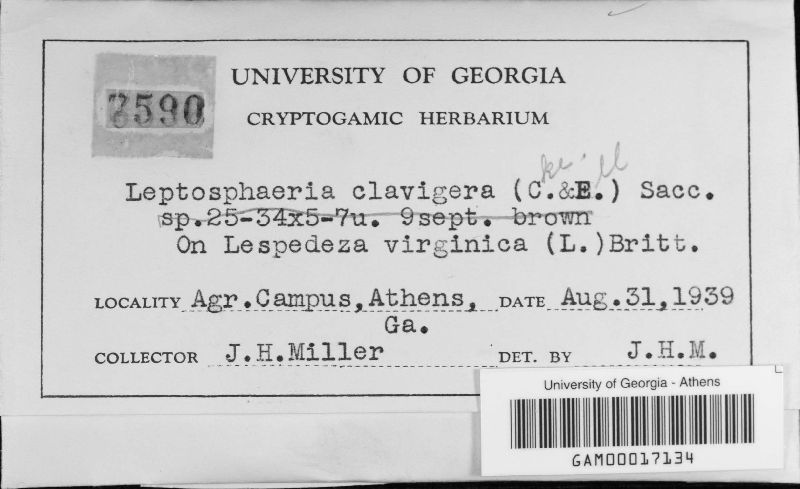 7590
UNIVERSITY OF GEORGIA
CRYPTOGAMIC HERBARIUM
Leptosphaeria clavigera (C.&E.) Sacc.
sp.25-34x5-7u. 9sept. brown
On Lespedeza virginica (L.)Britt.
LOCALITY Agr.Campus,Athens, DATE Aug.31,1939
Ga.
COLLECTOR J.H.Miller DET. BY J.H.M.
University of Georgia - Athens
GAM00017134